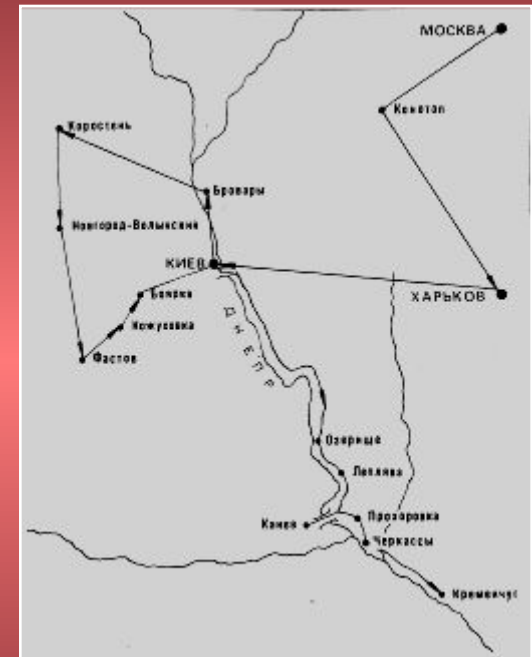 МОСКВА
Конотоп
Коростень
Бровары
Новгород-Волынский
КИЕВ
Боярка
ХАРЬКОВ
Кожуховка
Фастов
ДНЕПР
Озерище
Леплява
Канев
Прохоровка
Черкассы
Кременчуг